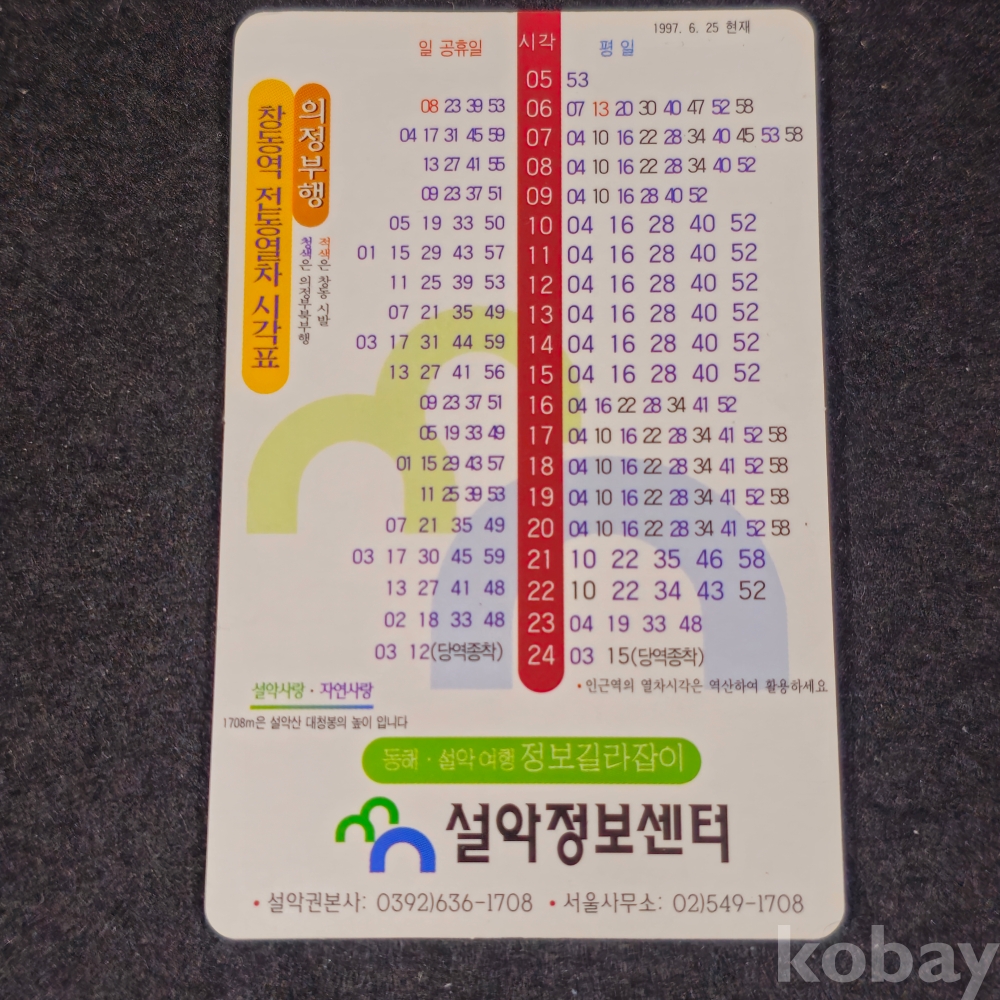 1997. 6. 25 현재
일 공휴일 시각 평 일
창동역 전동열차 시각표
의정부행
적색은 창동 시발
청색은 의정부북부행
05 53
08 23 39 53 06 07 13 20 30 40 47 52 58
04 17 31 45 59 07 04 10 16 22 28 34 40 45 53 58
13 27 41 55 08 04 10 16 22 28 34 40 52
09 23 37 51 09 04 10 16 28 40 52
05 19 33 50 10 04 16 28 40 52
01 15 29 43 57 11 04 16 28 40 52
11 25 39 53 12 04 16 28 40 52
07 21 35 49 13 04 16 28 40 52
03 17 31 44 59 14 04 16 28 40 52
13 27 41 56 15 04 16 28 40 52
09 23 37 51 16 04 16 22 28 34 41 52
05 19 33 49 17 04 10 16 22 28 34 41 52 58
01 15 29 43 57 18 04 10 16 22 28 34 41 52 58
11 25 39 53 19 04 10 16 22 28 34 41 52 58
07 21 35 49 20 04 10 16 22 28 34 41 52 58
03 17 30 45 59 21 10 22 35 46 58
13 27 41 48 22 10 22 34 43 52
02 18 33 48 23 04 19 33 48
03 12(당역종착) 24 03 15(당역종착)
• 인근역의 열차시각은 역산하여 활용하세요
설악사랑 · 자연사랑
1708m은 설악산 대청봉의 높이 입니다
동해 · 설악 여행 정보길라잡이
설악정보센터
• 설악권본사: 0392)636-1708 • 서울사무소: 02)549-1708
kobay